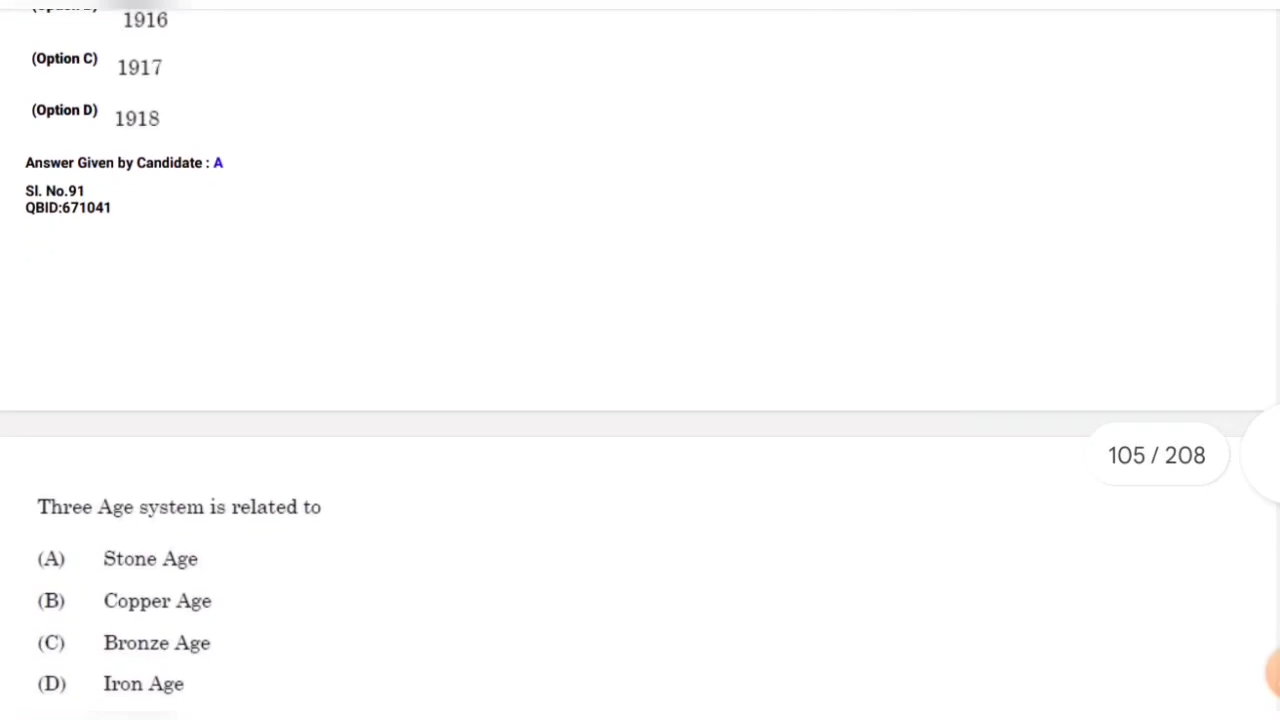 1916
(Option C) 1917
(Option D) 1918
Answer Given by Candidate : A
Sl. No.91
QBID:671041
105 / 208
Three Age system is related to
(A) Stone Age
(B) Copper Age
(C) Bronze Age
(D) Iron Age